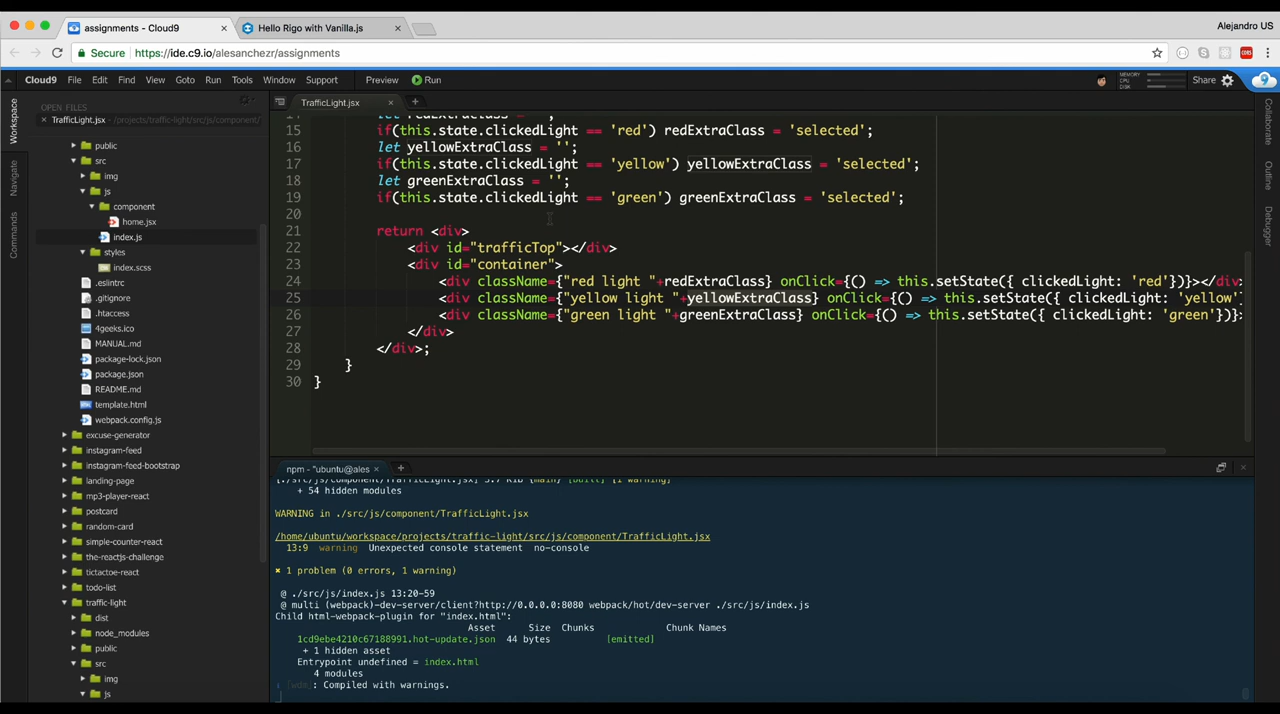 assignments - Cloud9
Hello Rigo with Vanilla.js
Alejandro US
Secure https://ide.c9.io/alesanchezr/assignments
Cloud9 File Edit Find View Goto Run Tools Window Support Preview Run MEMORY CPU DISK Share
Workspace
Navigate
Commands
OPEN FILES
TrafficLight.jsx - /projects/traffic-light/src/js/component/
public
src
img
js
component
home.jsx
index.js
styles
index.scss
.eslintrc
.gitignore
.htaccess
4geeks.ico
MANUAL.md
package-lock.json
package.json
README.md
template.html
webpack.config.js
excuse-generator
instagram-feed
instagram-feed-bootstrap
landing-page
mp3-player-react
postcard
random-card
simple-counter-react
the-reactjs-challenge
tictactoe-react
todo-list
traffic-light
dist
node_modules
public
src
img
js
TrafficLight.jsx
14 let redExtraClass = '';
15 if(this.state.clickedLight == 'red') redExtraClass = 'selected';
16 let yellowExtraClass = '';
17 if(this.state.clickedLight == 'yellow') yellowExtraClass = 'selected';
18 let greenExtraClass = '';
19 if(this.state.clickedLight == 'green') greenExtraClass = 'selected';
20
21 return <div>
22 <div id="trafficTop"></div>
23 <div id="container">
24 <div className={"red light "+redExtraClass} onClick={() => this.setState({ clickedLight: 'red'})}></div>
25 <div className={"yellow light "+yellowExtraClass} onClick={() => this.setState({ clickedLight: 'yellow'
26 <div className={"green light "+greenExtraClass} onClick={() => this.setState({ clickedLight: 'green'})}>
27 </div>
28 </div>;
29 }
30 }
Collaborate
Outline
Debugger
npm - "ubuntu@ales
[./src/js/component/TrafficLight.jsx] 3.7 KiB {main} [built] [1 warning]
+ 54 hidden modules
WARNING in ./src/js/component/TrafficLight.jsx
/home/ubuntu/workspace/projects/traffic-light/src/js/component/TrafficLight.jsx
13:9 warning Unexpected console statement no-console
✖ 1 problem (0 errors, 1 warning)
@ ./src/js/index.js 13:20-59
@ multi (webpack)-dev-server/client?http://0.0.0.0:8080 webpack/hot/dev-server ./src/js/index.js
Child html-webpack-plugin for "index.html":
Asset Size Chunks Chunk Names
1cd9ebe4210c67188991.hot-update.json 44 bytes [emitted]
+ 1 hidden asset
Entrypoint undefined = index.html
4 modules
ℹ [wdm]: Compiled with warnings.